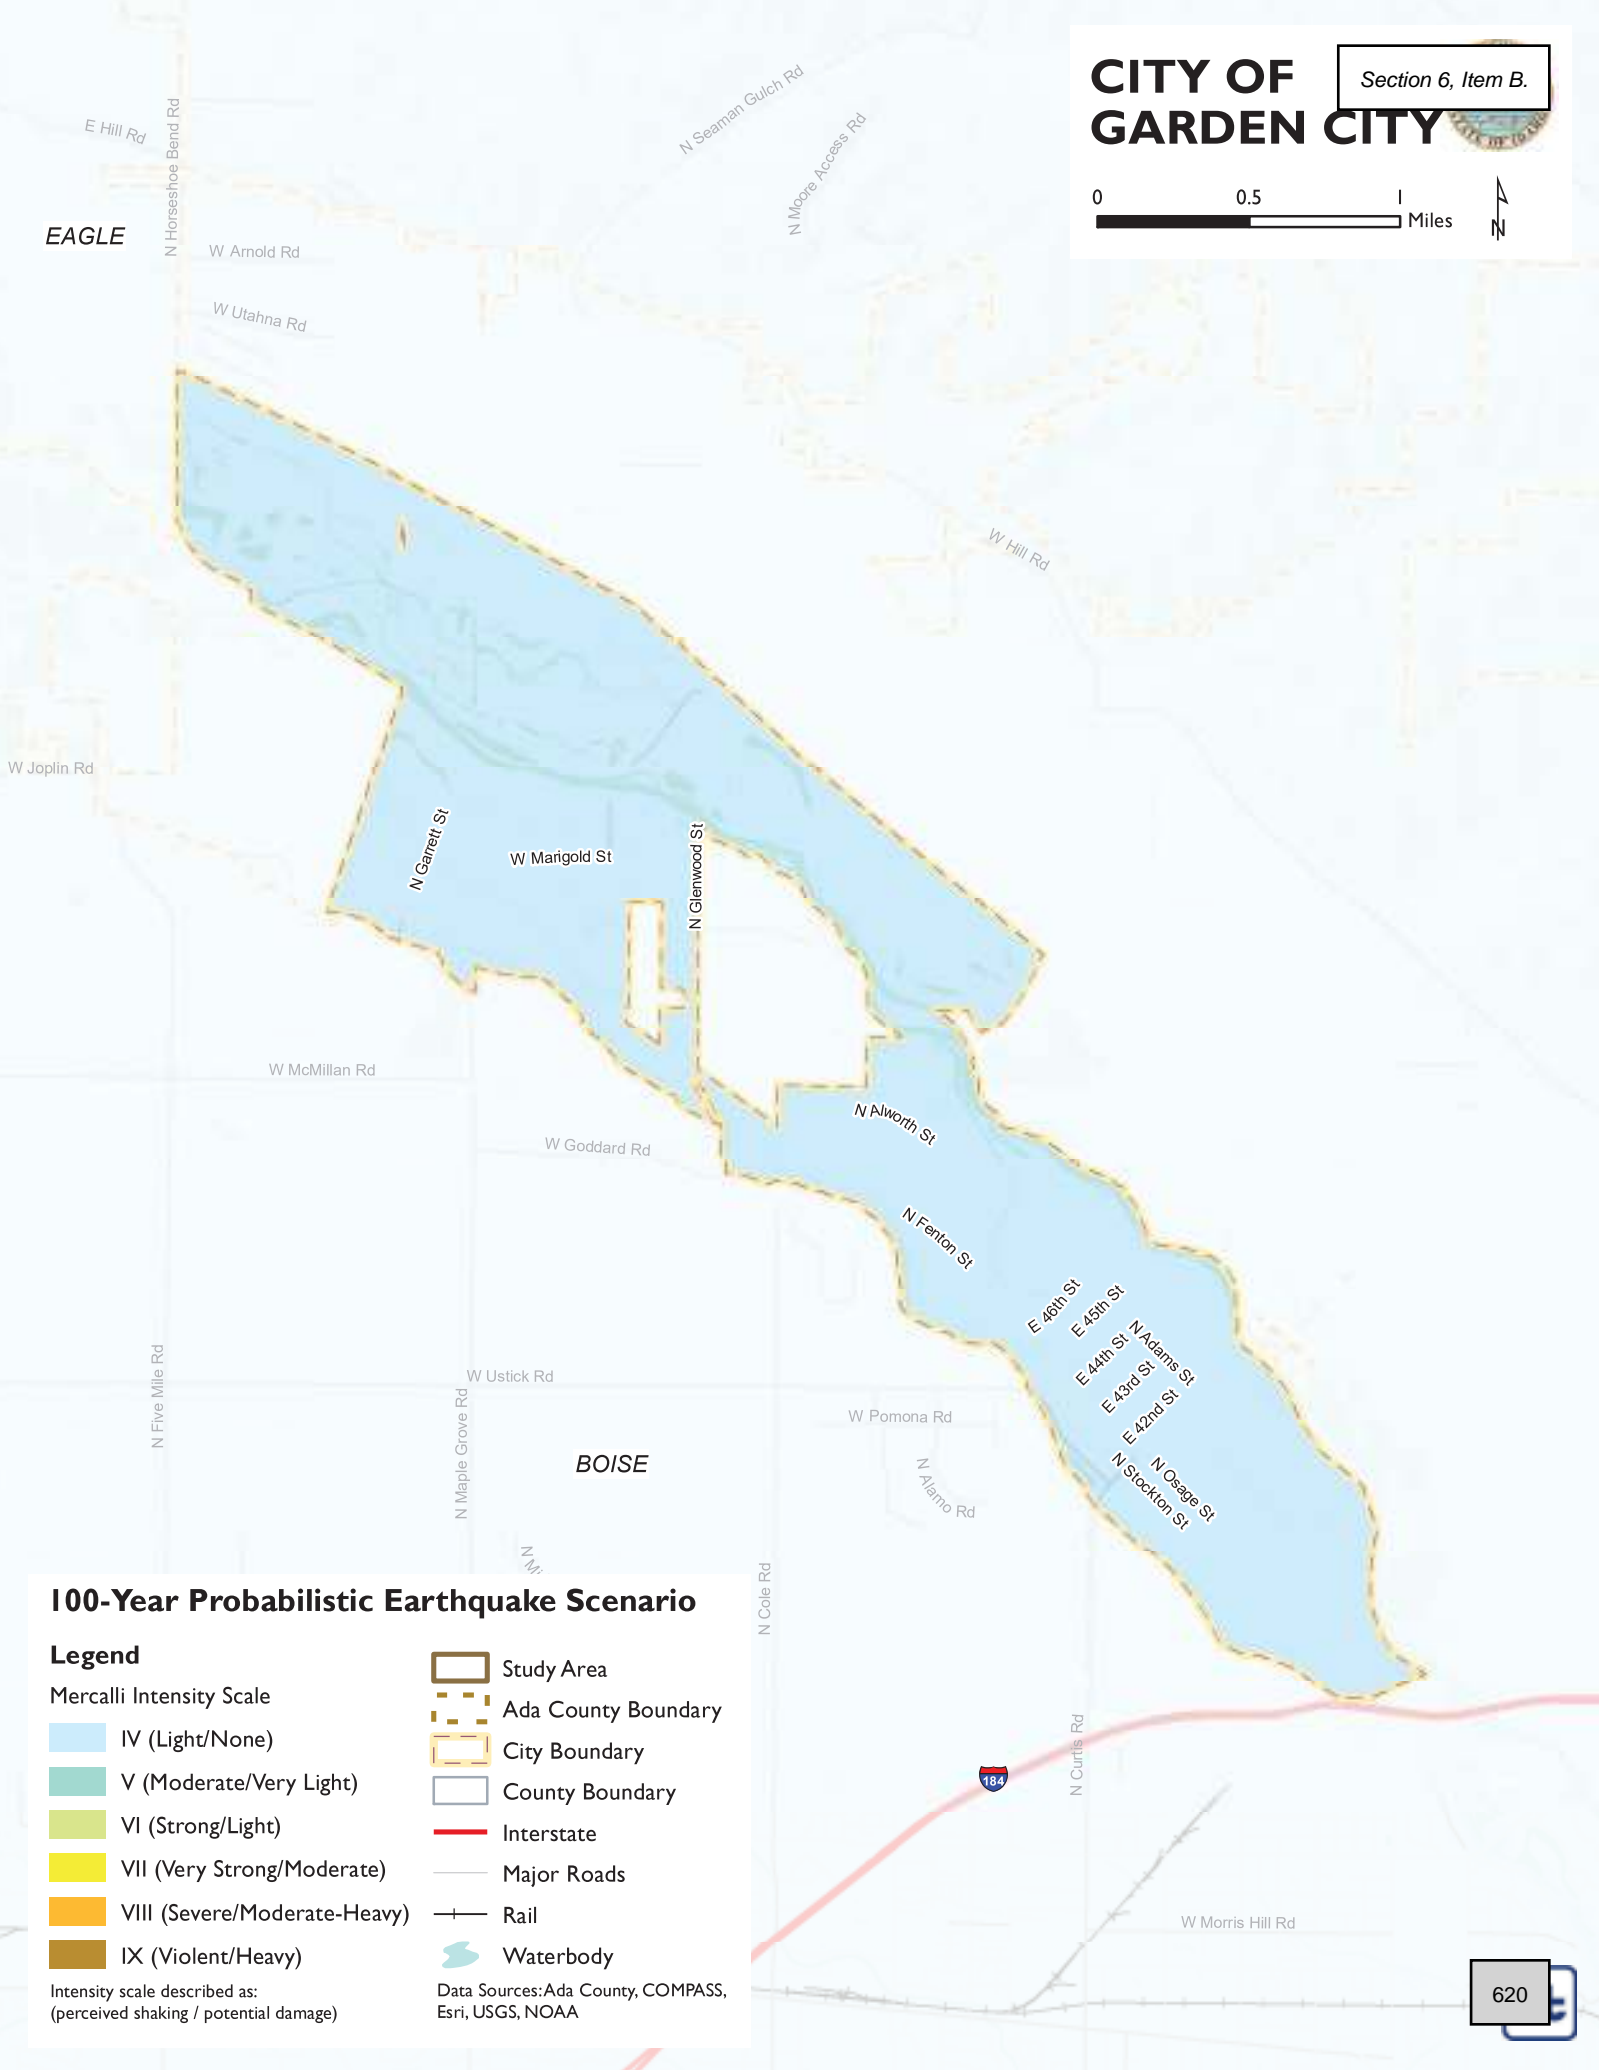 CITY OF
GARDEN CITY
Section 6, Item B.
0 0.5 1
Miles
N
E Hill Rd
N Horseshoe Bend Rd
N Seaman Gulch Rd
N Moore Access Rd
EAGLE
W Arnold Rd
W Utahna Rd
W Hill Rd
W Joplin Rd
N Garrett St
W Marigold St
N Glenwood St
W McMillan Rd
W Goddard Rd
N Alworth St
N Fenton St
E 46th St
E 45th St
N Adams St
E 44th St
E 43rd St
E 42nd St
N Osage St
N Stockton St
N Five Mile Rd
W Ustick Rd
N Maple Grove Rd
W Pomona Rd
BOISE
N Alamo Rd
N Mi
N Cole Rd
N Curtis Rd
184
W Morris Hill Rd
100-Year Probabilistic Earthquake Scenario
Legend
Mercalli Intensity Scale
IV (Light/None)
V (Moderate/Very Light)
VI (Strong/Light)
VII (Very Strong/Moderate)
VIII (Severe/Moderate-Heavy)
IX (Violent/Heavy)
Intensity scale described as:
(perceived shaking / potential damage)
Study Area
Ada County Boundary
City Boundary
County Boundary
Interstate
Major Roads
Rail
Waterbody
Data Sources: Ada County, COMPASS,
Esri, USGS, NOAA
620